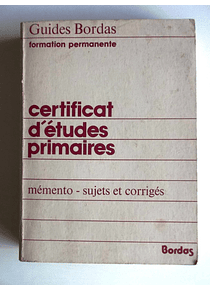 Guides Bordas
formation permanente
certificat
d'études
primaires
mémento - sujets et corrigés
Bordas